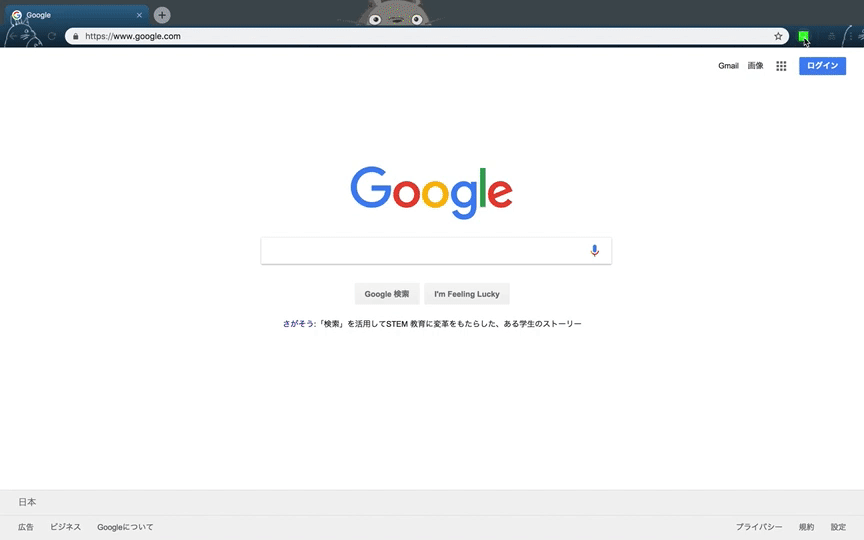 Google
https://www.google.com
Gmail 画像 ログイン
Google
Google 検索 I'm Feeling Lucky
さがそう:「検索」を活用してSTEM 教育に変革をもたらした、ある学生のストーリー
日本
広告 ビジネス Googleについて プライバシー 規約 設定